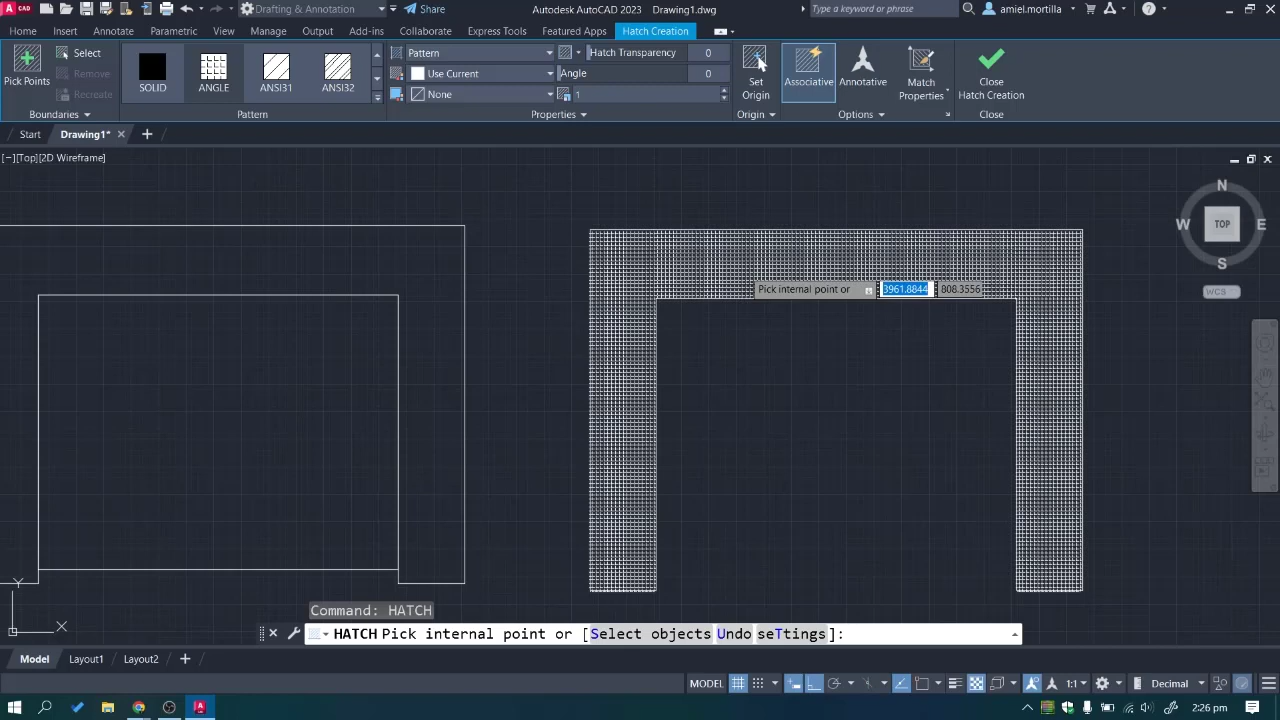 CAD
Drafting & Annotation
Share
Autodesk AutoCAD 2023 Drawing1.dwg
Type a keyword or phrase
amiel.mortilla
Home Insert Annotate Parametric View Manage Output Add-ins Collaborate Express Tools Featured Apps Hatch Creation
Pick Points
Select
Remove
Recreate
Boundaries
SOLID
ANGLE
ANSI31
ANSI32
Pattern
Pattern
Use Current
None
Hatch Transparency 0
Angle 0
1
Properties
Set Origin
Origin
Associative
Annotative
Match Properties
Options
Close Hatch Creation
Close
Start
Drawing1*
[−][Top][2D Wireframe]
N
W
TOP
E
S
WCS
Pick internal point or 3961.8844 808.3556
Y
X
Command: HATCH
HATCH Pick internal point or [Select objects Undo seTtings]:
Model Layout1 Layout2
MODEL
1:1
Decimal
2:26 pm